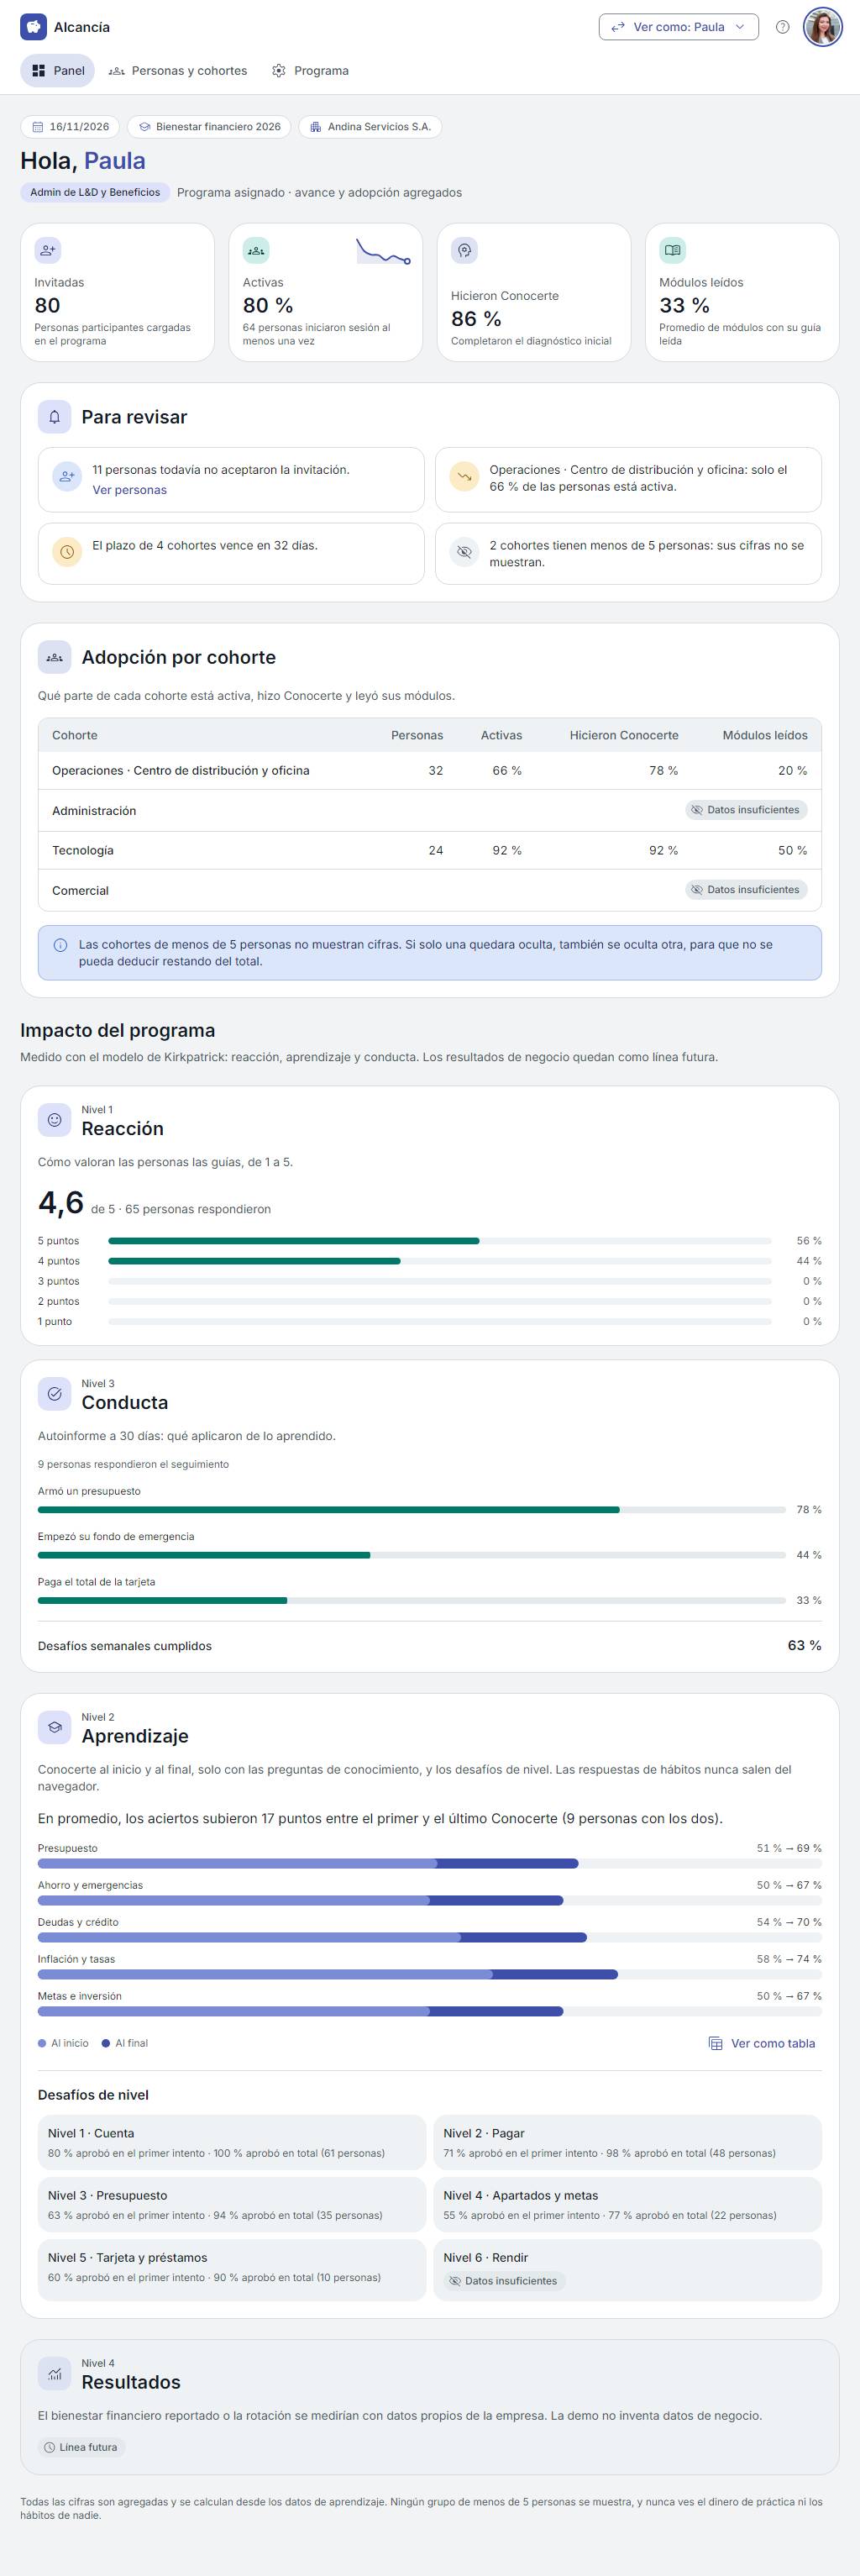 Alcancía
Ver como: Paula
Panel
Personas y cohortes
Programa
16/11/2026
Bienestar financiero 2026
Andina Servicios S.A.
Hola, Paula
Admin de L&D y Beneficios
Programa asignado · avance y adopción agregados
Invitadas
80
Personas participantes cargadas
en el programa
Activas
80 %
64 personas iniciaron sesión al
menos una vez
Hicieron Conocerte
86 %
Completaron el diagnóstico inicial
Módulos leídos
33 %
Promedio de módulos con su guía
leída
Para revisar
11 personas todavía no aceptaron la invitación.
Ver personas
Operaciones · Centro de distribución y oficina: solo el
66 % de las personas está activa.
El plazo de 4 cohortes vence en 32 días.
2 cohortes tienen menos de 5 personas: sus cifras no se
muestran.
Adopción por cohorte
Qué parte de cada cohorte está activa, hizo Conocerte y leyó sus módulos.
Cohorte Personas Activas Hicieron Conocerte Módulos leídos
Operaciones · Centro de distribución y oficina 32 66 % 78 % 20 %
Administración Datos insuficientes
Tecnología 24 92 % 92 % 50 %
Comercial Datos insuficientes
Las cohortes de menos de 5 personas no muestran cifras. Si solo una quedara oculta, también se oculta otra, para que no se
pueda deducir restando del total.
Impacto del programa
Medido con el modelo de Kirkpatrick: reacción, aprendizaje y conducta. Los resultados de negocio quedan como línea futura.
Nivel 1
Reacción
Cómo valoran las personas las guías, de 1 a 5.
4,6 de 5 · 65 personas respondieron
5 puntos 56 %
4 puntos 44 %
3 puntos 0 %
2 puntos 0 %
1 punto 0 %
Nivel 3
Conducta
Autoinforme a 30 días: qué aplicaron de lo aprendido.
9 personas respondieron el seguimiento
Armó un presupuesto
78 %
Empezó su fondo de emergencia
44 %
Paga el total de la tarjeta
33 %
Desafíos semanales cumplidos 63 %
Nivel 2
Aprendizaje
Conocerte al inicio y al final, solo con las preguntas de conocimiento, y los desafíos de nivel. Las respuestas de hábitos nunca salen del
navegador.
En promedio, los aciertos subieron 17 puntos entre el primer y el último Conocerte (9 personas con los dos).
Presupuesto 51 % → 69 %
Ahorro y emergencias 50 % → 67 %
Deudas y crédito 54 % → 70 %
Inflación y tasas 58 % → 74 %
Metas e inversión 50 % → 67 %
Al inicio Al final Ver como tabla
Desafíos de nivel
Nivel 1 · Cuenta
80 % aprobó en el primer intento · 100 % aprobó en total (61 personas)
Nivel 2 · Pagar
71 % aprobó en el primer intento · 98 % aprobó en total (48 personas)
Nivel 3 · Presupuesto
63 % aprobó en el primer intento · 94 % aprobó en total (35 personas)
Nivel 4 · Apartados y metas
55 % aprobó en el primer intento · 77 % aprobó en total (22 personas)
Nivel 5 · Tarjeta y préstamos
60 % aprobó en el primer intento · 90 % aprobó en total (10 personas)
Nivel 6 · Rendir
Datos insuficientes
Nivel 4
Resultados
El bienestar financiero reportado o la rotación se medirían con datos propios de la empresa. La demo no inventa datos de negocio.
Línea futura
Todas las cifras son agregadas y se calculan desde los datos de aprendizaje. Ningún grupo de menos de 5 personas se muestra, y nunca ves el dinero de práctica ni los
hábitos de nadie.